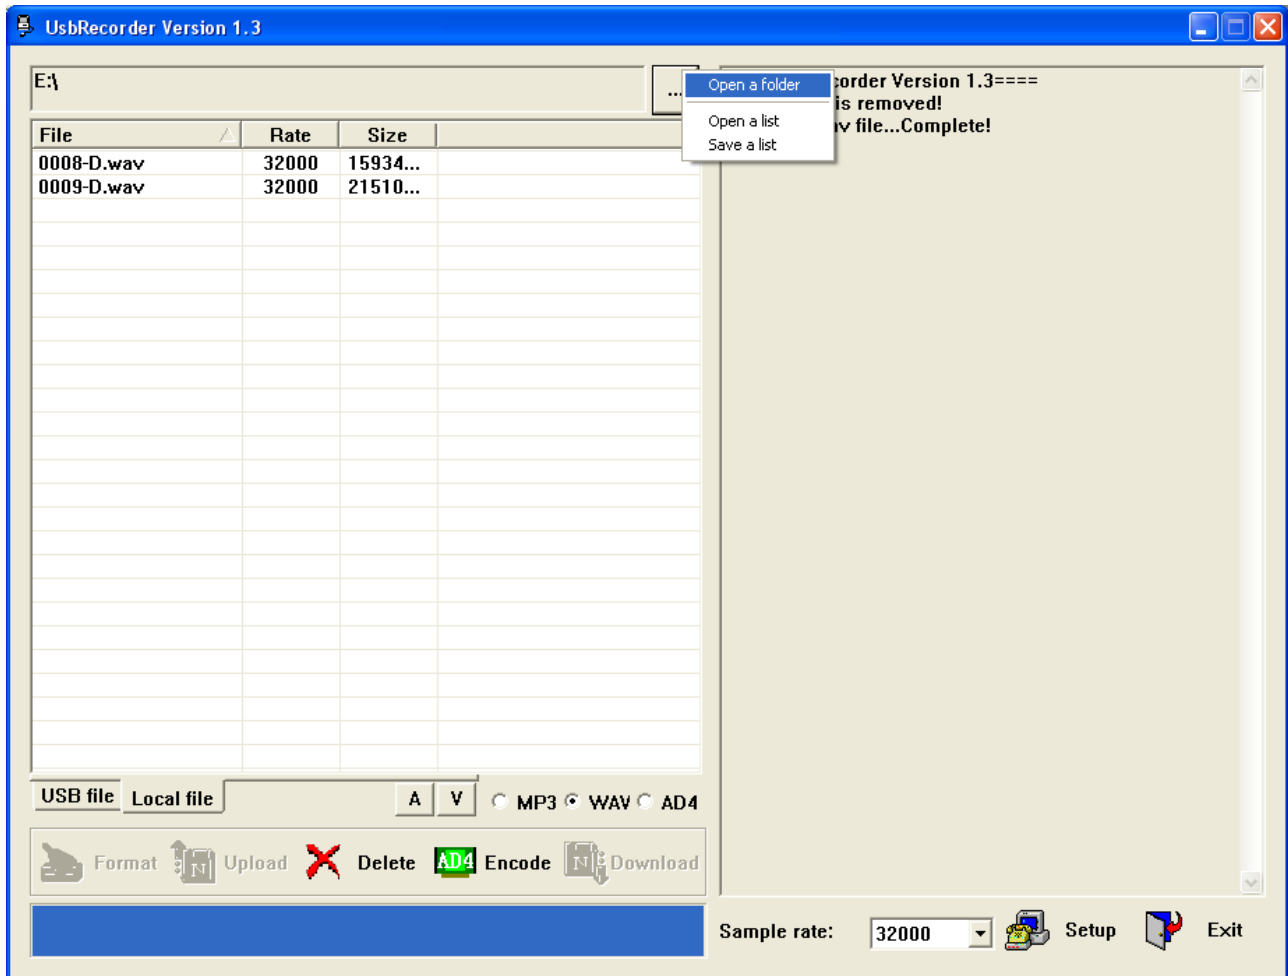 UsbRecorder Version 1.3
E:\
...
Open a folder
Open a list
Save a list
corder Version 1.3====
is removed!
file...Complete!
File Rate Size
0008-D.wav 32000 15934...
0009-D.wav 32000 21510...
USB file Local file A V MP3 WAV AD4
Format Upload Delete AD4 Encode Download
Sample rate: 32000 Setup Exit